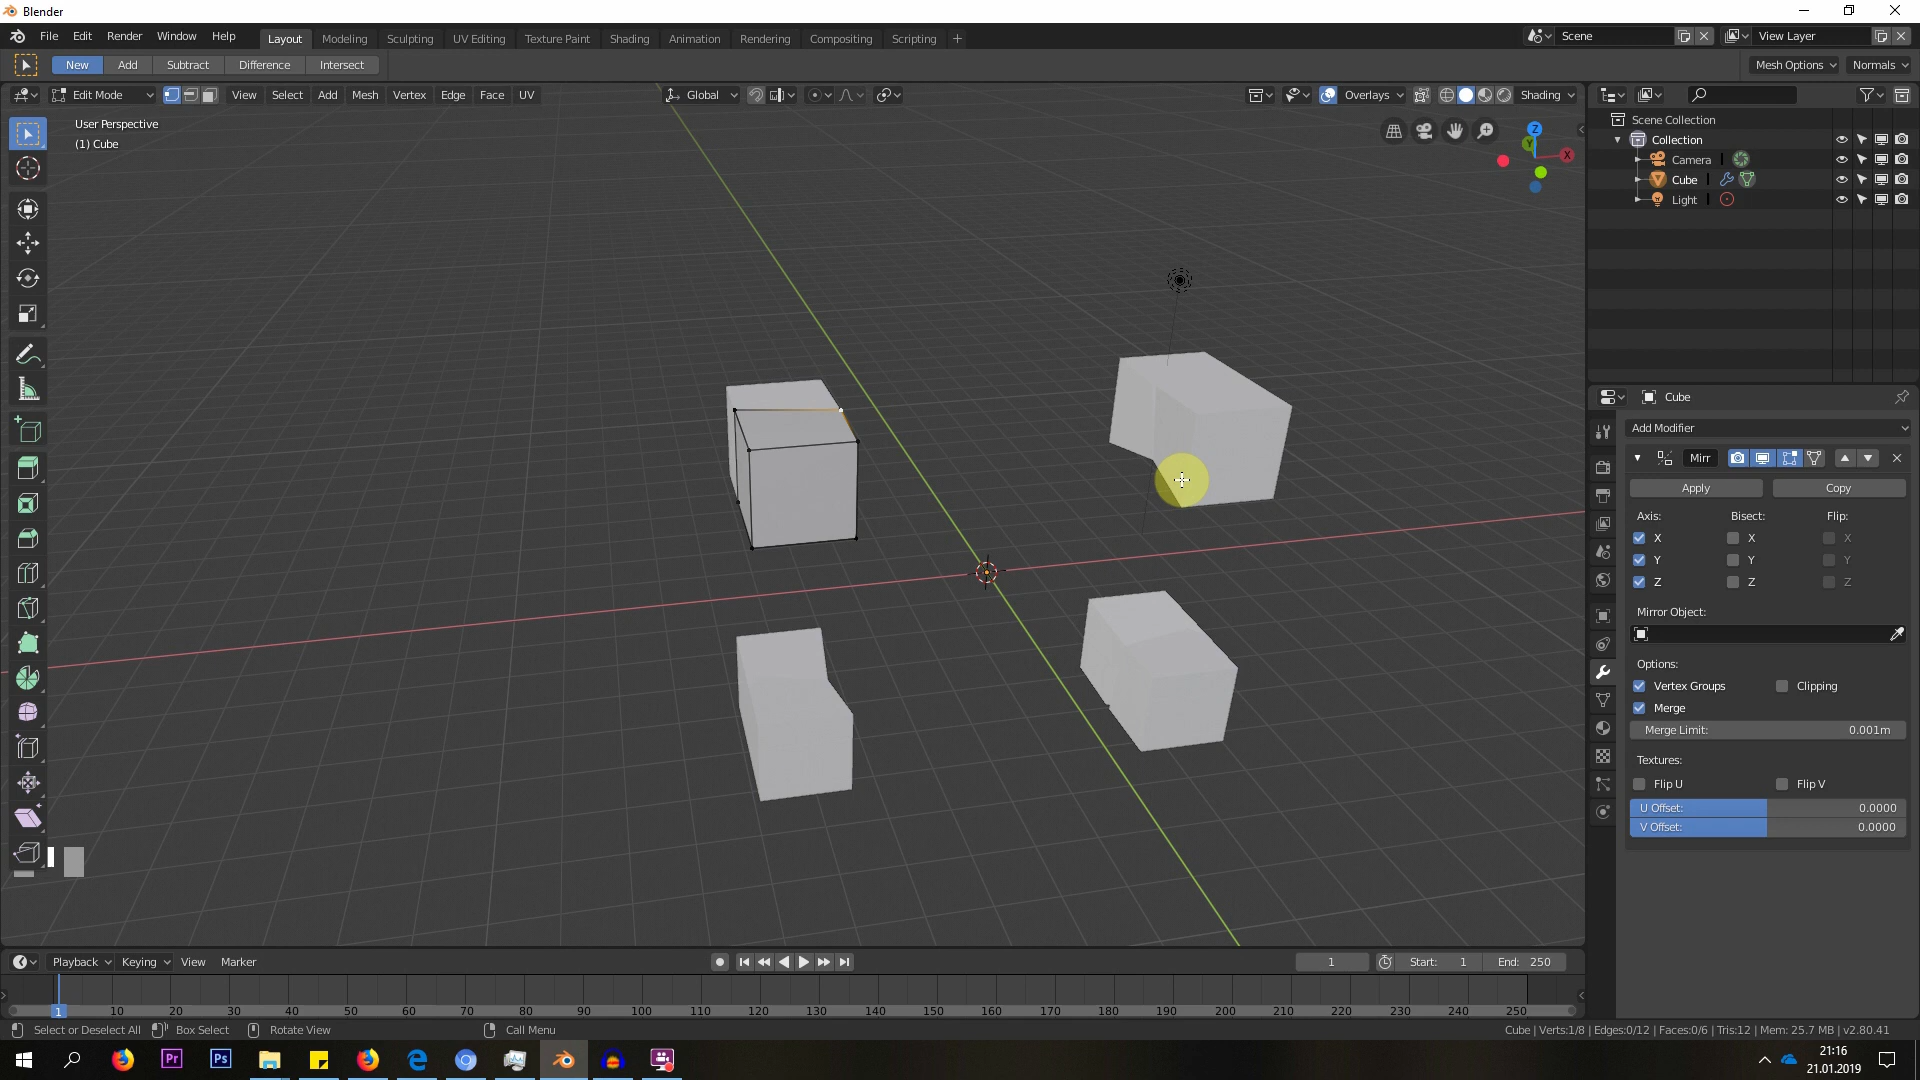 Blender
File Edit Render Window Help Layout Modeling Sculpting UV Editing Texture Paint Shading Animation Rendering Compositing Scripting + Scene View Layer
New Add Subtract Difference Intersect Mesh Options Normals
Edit Mode View Select Add Mesh Vertex Edge Face UV Global Overlays Shading
User Perspective
(1) Cube
Z
Y
X
Scene Collection
Collection
Camera
Cube
Light
Cube
Add Modifier
Mirr
Apply Copy
Axis: Bisect: Flip:
X X X
Y Y Y
Z Z Z
Mirror Object:
Options:
Vertex Groups Clipping
Merge
Merge Limit: 0.001m
Textures:
Flip U Flip V
U Offset: 0.0000
V Offset: 0.0000
Playback Keying View Marker 1 Start: 1 End: 250
1 10 20 30 40 50 60 70 80 90 100 110 120 130 140 150 160 170 180 190 200 210 220 230 240 250
Select or Deselect All Box Select Rotate View Call Menu Cube | Verts:1/8 | Edges:0/12 | Faces:0/6 | Tris:12 | Mem: 25.7 MB | v2.80.41
Pr Ps
21:16
21.01.2019